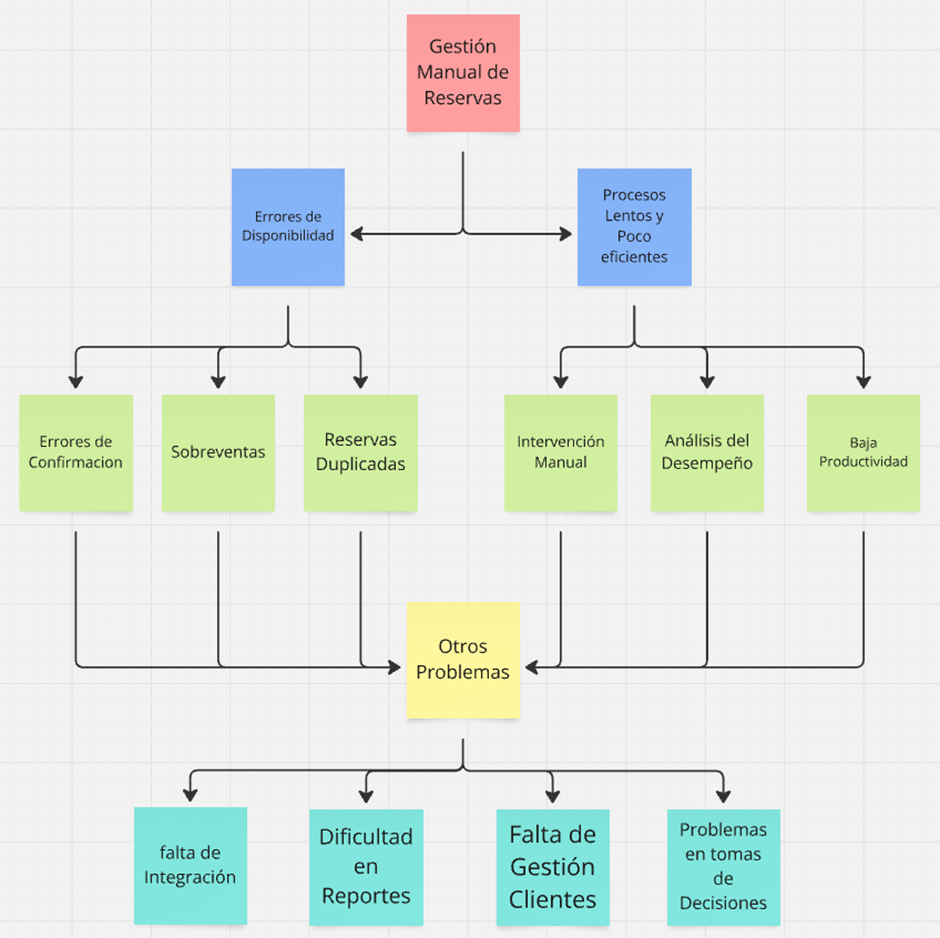 Gestión
Manual de
Reservas
Errores de
Disponibilidad
Procesos
Lentos y
Poco
eficientes
Errores de
Confirmacion
Sobreventas
Reservas
Duplicadas
Intervención
Manual
Análisis del
Desempeño
Baja
Productividad
Otros
Problemas
falta de
Integración
Dificultad
en
Reportes
Falta de
Gestión
Clientes
Problemas
en tomas
de
Decisiones